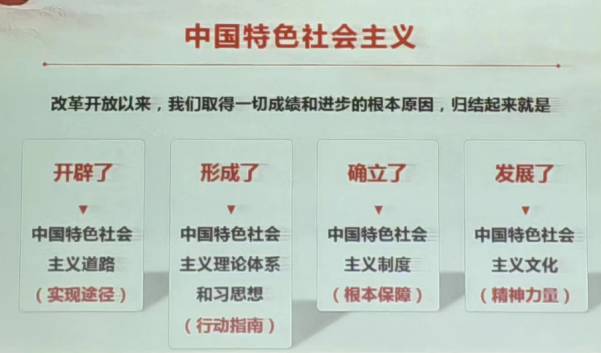 中国特色社会主义
改革开放以来，我们取得一切成绩和进步的根本原因，归结起来就是
开辟了
中国特色社会
主义道路
（实现途径）
形成了
中国特色社会
主义理论体系
和习思想
（行动指南）
确立了
中国特色社会
主义制度
（根本保障）
发展了
中国特色社会
主义文化
（精神力量）